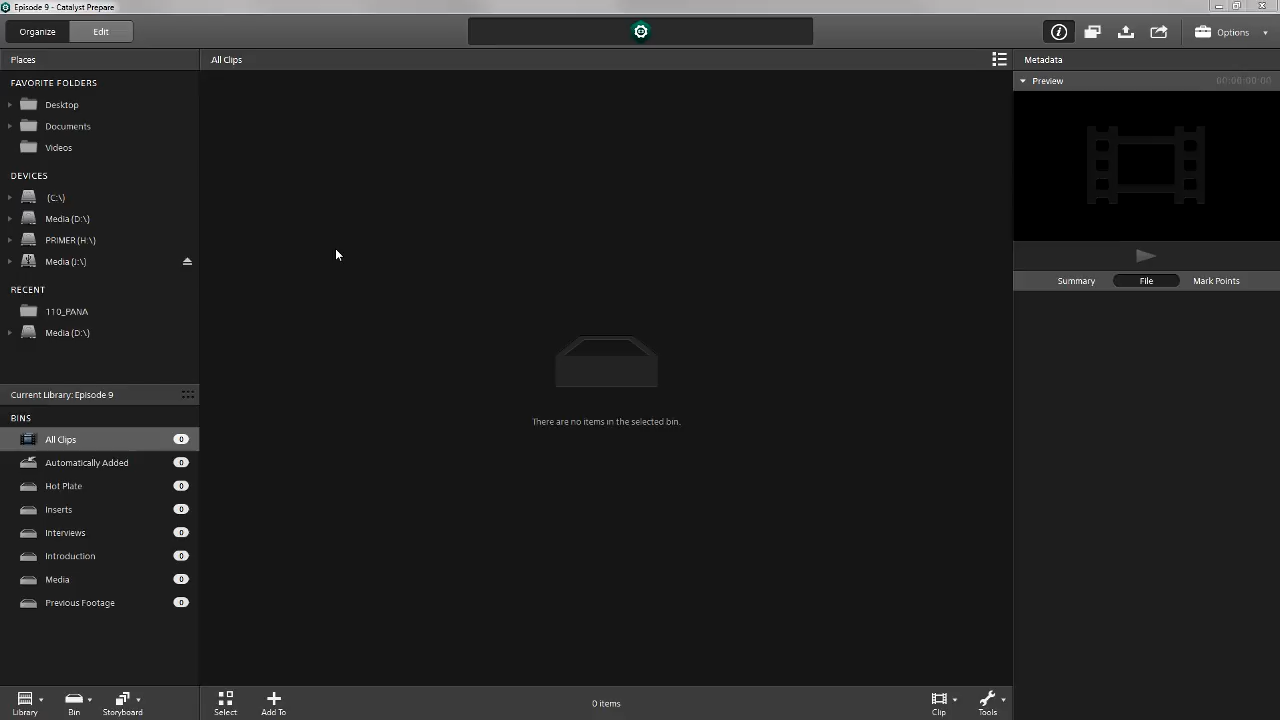 Episode 9 - Catalyst Prepare
Organize
Edit
Options
Places
All Clips
Metadata
FAVORITE FOLDERS
Desktop
Documents
Videos
DEVICES
(C:\)
Media (D:\)
PRIMER (H:\)
Media (J:\)
RECENT
110_PANA
Media (D:\)
Current Library: Episode 9
BINS
All Clips 0
Automatically Added 0
Hot Plate 0
Inserts 0
Interviews 0
Introduction 0
Media 0
Previous Footage 0
There are no items in the selected bin.
Preview 00:00:00:00
Summary
File
Mark Points
Library
Bin
Storyboard
Select
Add To
0 items
Clip
Tools